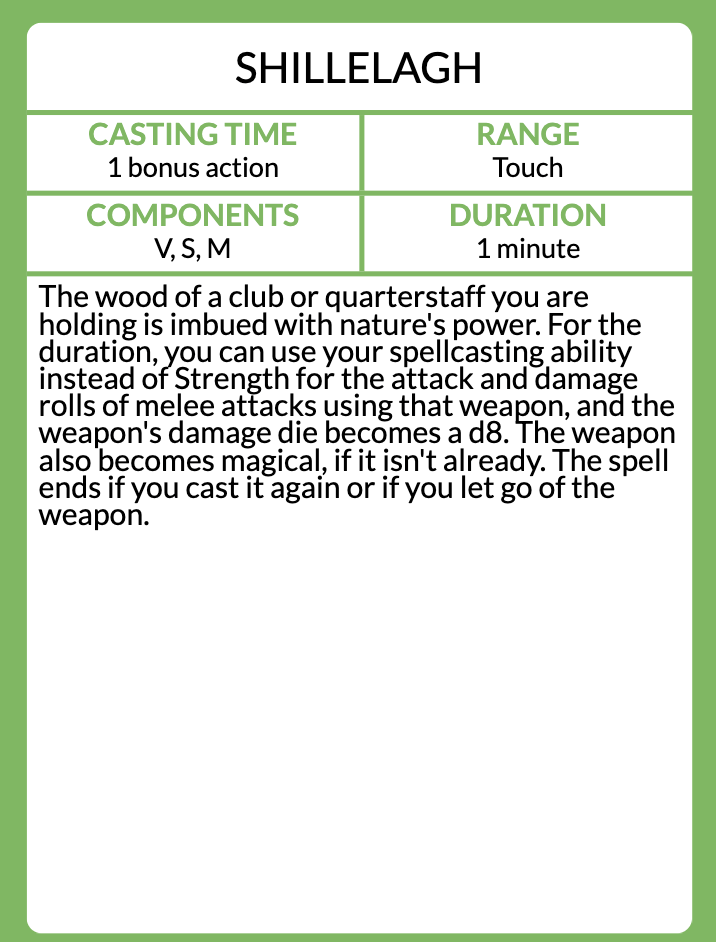 SHILLELAGH
CASTING TIME
1 bonus action
RANGE
Touch
COMPONENTS
V, S, M
DURATION
1 minute
The wood of a club or quarterstaff you are
holding is imbued with nature's power. For the
duration, you can use your spellcasting ability
instead of Strength for the attack and damage
rolls of melee attacks using that weapon, and the
weapon's damage die becomes a d8. The weapon
also becomes magical, if it isn't already. The spell
ends if you cast it again or if you let go of the
weapon.